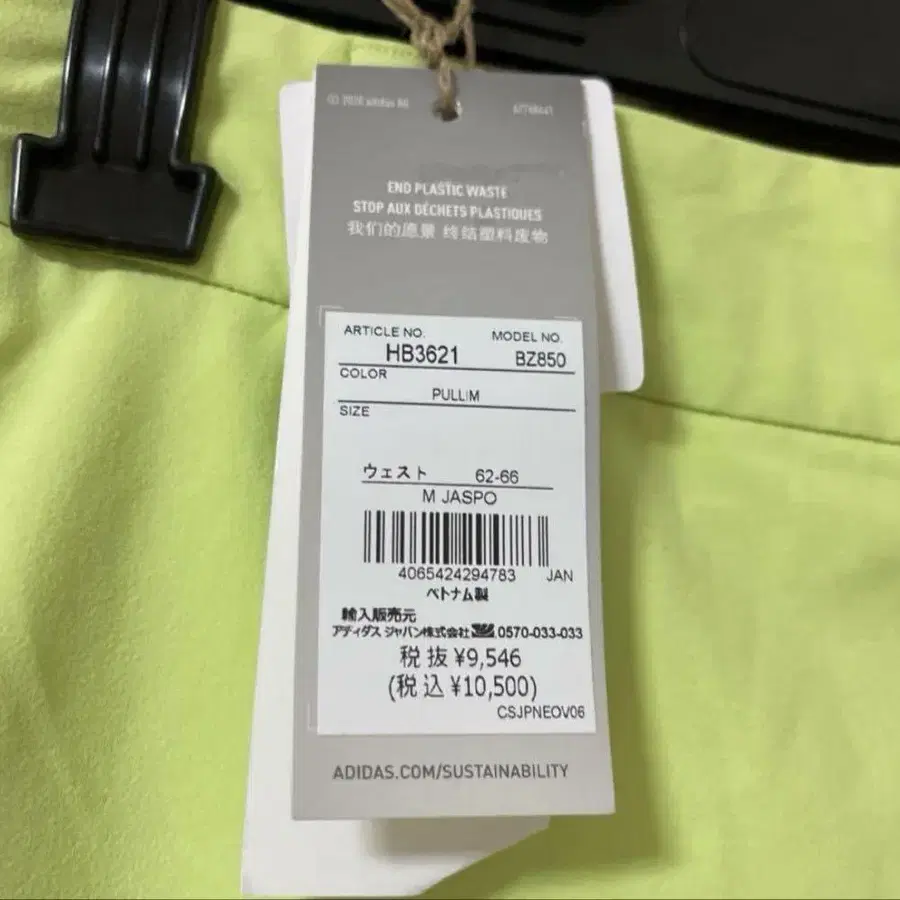 © 2020 adidas AG
END PLASTIC WASTE
STOP AUX DÉCHETS PLASTIQUES
我们的愿景 终结塑料废物
ARTICLE NO. MODEL NO.
HB3621 BZ850
COLOR
PULLIM
SIZE
ウェスト 62-66
M JASPO
4065424294783 JAN
ベトナム製
輸入販売元
アディダス ジャパン株式会社 0570-033-033
税 抜 ¥9,546
(税 込 ¥10,500)
CSJPNEOV06
ADIDAS.COM/SUSTAINABILITY